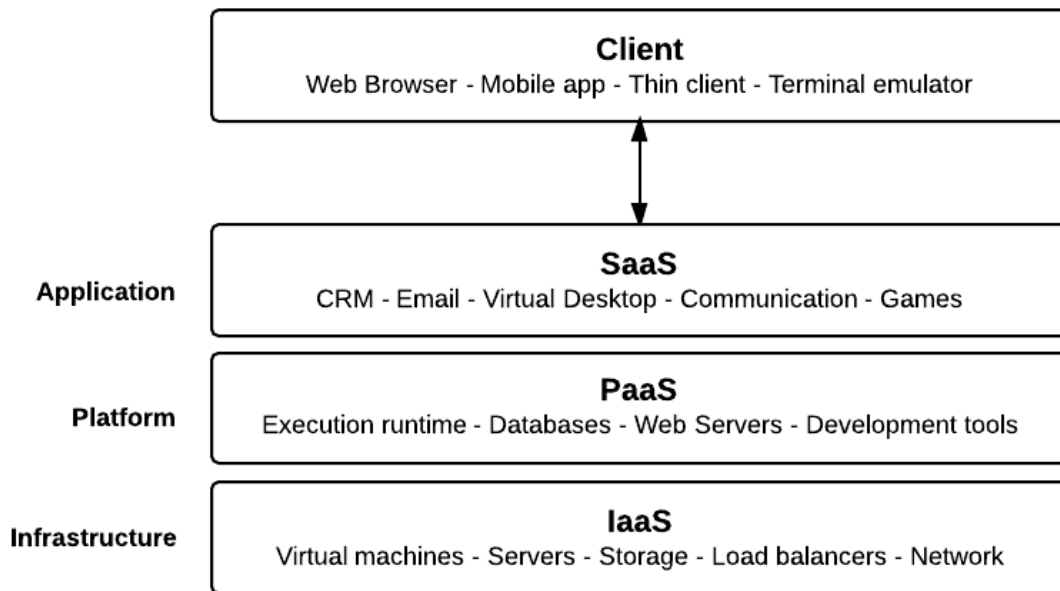 Client
Web Browser - Mobile app - Thin client - Terminal emulator
Application
SaaS
CRM - Email - Virtual Desktop - Communication - Games
Platform
PaaS
Execution runtime - Databases - Web Servers - Development tools
Infrastructure
IaaS
Virtual machines - Servers - Storage - Load balancers - Network